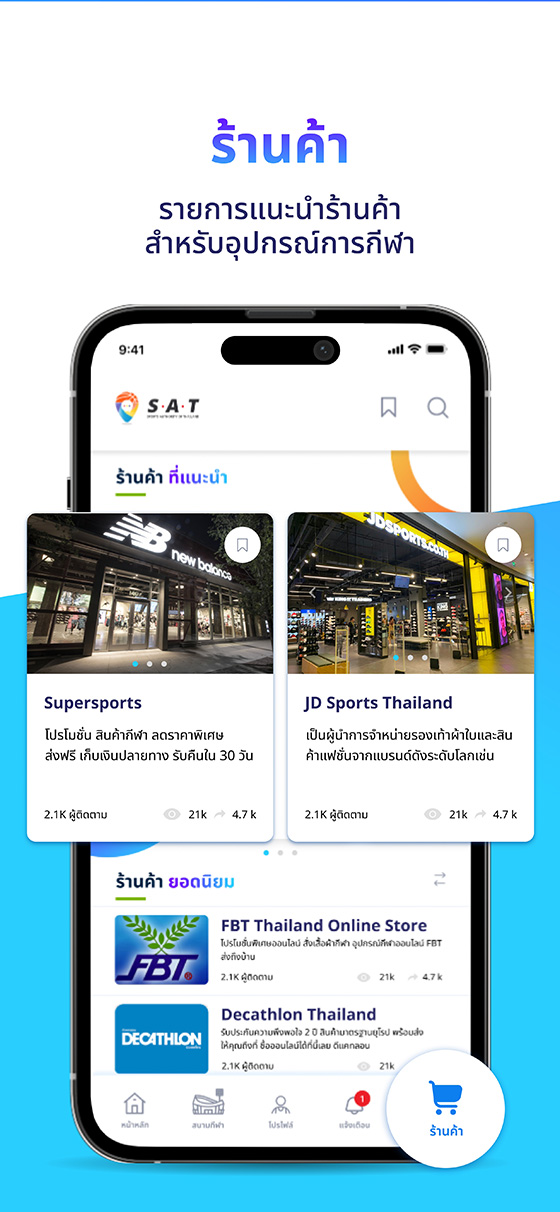 ร้านค้า
รายการแนะนำร้านค้า
สำหรับอุปกรณ์การกีฬา
9:41
S·A·T
SPORTS AUTHORITY OF THAILAND
ร้านค้า ที่แนะนำ
NB
new balance
JDSPORTS.CO.TH
Supersports
โปรโมชั่น สินค้ากีฬา ลดราคาพิเศษ
ส่งฟรี เก็บเงินปลายทาง รับคืนใน 30 วัน
2.1K ผู้ติดตาม 21k 4.7 k
JD Sports Thailand
เป็นผู้นำการจำหน่ายรองเท้าผ้าใบและสิน
ค้าแฟชั่นจากแบรนด์ดังระดับโลกเช่น
2.1K ผู้ติดตาม 21k 4.7 k
ร้านค้า ยอดนิยม
FBT
FBT Thailand Online Store
โปรโมชั่นพิเศษออนไลน์ สั่งเสื้อผ้ากีฬา อุปกรณ์กีฬาออนไลน์ FBT
ส่งถึงบ้าน
2.1K ผู้ติดตาม 21k 4.7 k
DECATHLON
Decathlon Thailand
รับประกันความพึงพอใจ 2 ปี สินค้ามาตรฐานยุโรป พร้อมส่ง
ให้คุณถึงที่ ซื้อออนไลน์ได้ที่นี่เลย ดีแคทลอน
2.1K ผู้ติดตาม 21k
หน้าหลัก
สนามกีฬา
โปรไฟล์
1
แจ้งเตือน
ร้านค้า